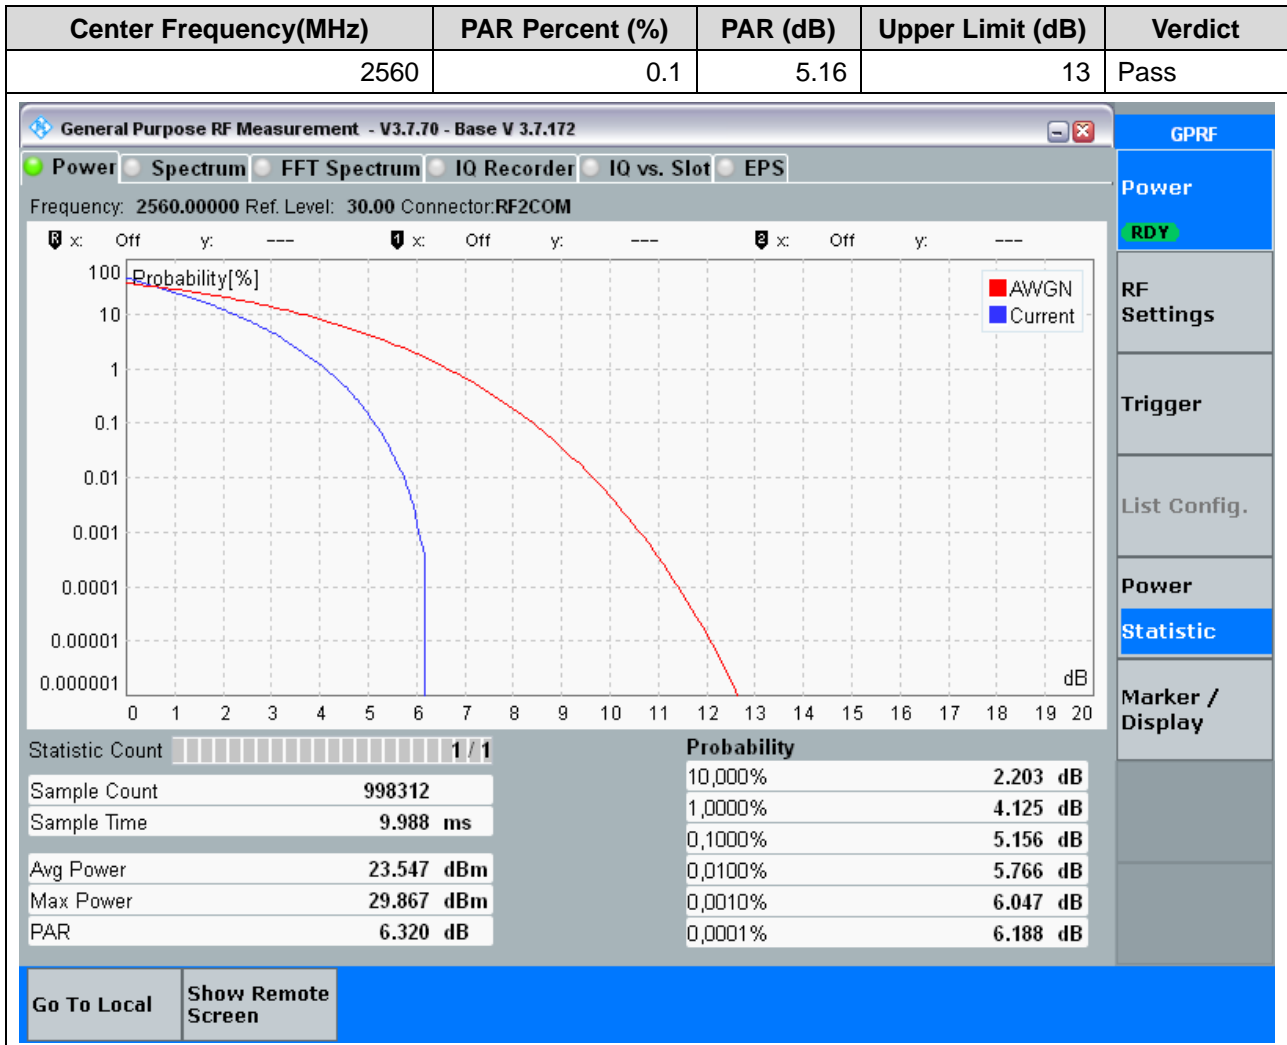 Center Frequency(MHz) PAR Percent (%) PAR (dB) Upper Limit (dB) Verdict
2560 0.1 5.16 13 Pass
General Purpose RF Measurement - V3.7.70 - Base V 3.7.172
GPRF
Power Spectrum FFT Spectrum IQ Recorder IQ vs. Slot EPS
Power
RDY
Frequency: 2560.00000 Ref. Level: 30.00 Connector:RF2COM
R x: Off y: --- 1 x: Off y: --- 2 x: Off y: ---
Probability[%]
AWGN
Current
100
10
1
0.1
0.01
0.001
0.0001
0.00001
0.000001
dB
0 1 2 3 4 5 6 7 8 9 10 11 12 13 14 15 16 17 18 19 20
RF
Settings
Trigger
List Config.
Power
Statistic
Marker /
Display
Statistic Count 1 / 1
Sample Count 998312
Sample Time 9.988 ms
Avg Power 23.547 dBm
Max Power 29.867 dBm
PAR 6.320 dB
Probability
10,000% 2.203 dB
1,0000% 4.125 dB
0,1000% 5.156 dB
0,0100% 5.766 dB
0,0010% 6.047 dB
0,0001% 6.188 dB
Go To Local
Show Remote
Screen